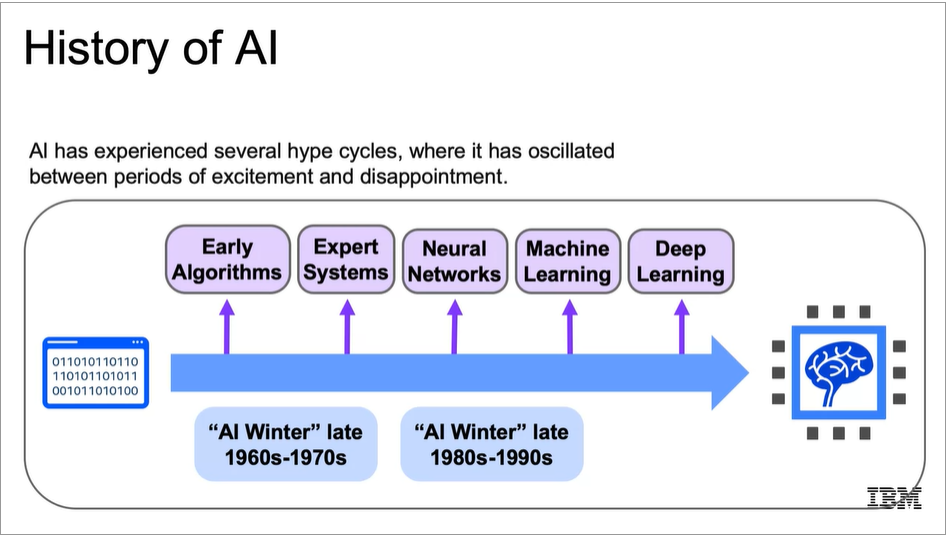 History of AI
AI has experienced several hype cycles, where it has oscillated
between periods of excitement and disappointment.
Early
Algorithms
Expert
Systems
Neural
Networks
Machine
Learning
Deep
Learning
011010110110
110101101011
001011010100
“AI Winter” late
1960s-1970s
“AI Winter” late
1980s-1990s
IBM